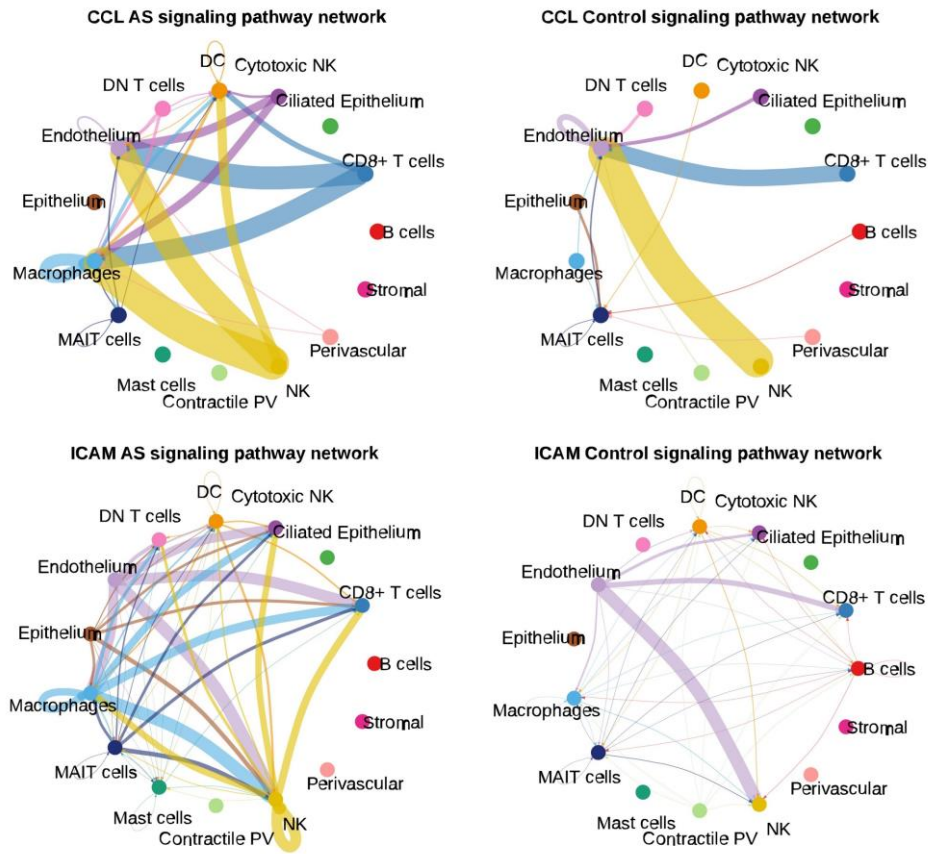 CCL AS signaling pathway network
DC
Cytotoxic NK
DN T cells
Ciliated Epithelium
Endothelium
CD8+ T cells
Epithelium
B cells
Macrophages
Stromal
MAIT cells
Perivascular
Mast cells
NK
Contractile PV
CCL Control signaling pathway network
DC
Cytotoxic NK
DN T cells
Ciliated Epithelium
Endothelium
CD8+ T cells
Epithelium
B cells
Macrophages
Stromal
MAIT cells
Perivascular
Mast cells
NK
Contractile PV
ICAM AS signaling pathway network
DC
Cytotoxic NK
DN T cells
Ciliated Epithelium
Endothelium
CD8+ T cells
Epithelium
B cells
Macrophages
Stromal
MAIT cells
Perivascular
Mast cells
NK
Contractile PV
ICAM Control signaling pathway network
DC
Cytotoxic NK
DN T cells
Ciliated Epithelium
Endothelium
CD8+ T cells
Epithelium
B cells
Macrophages
Stromal
MAIT cells
Perivascular
Mast cells
NK
Contractile PV